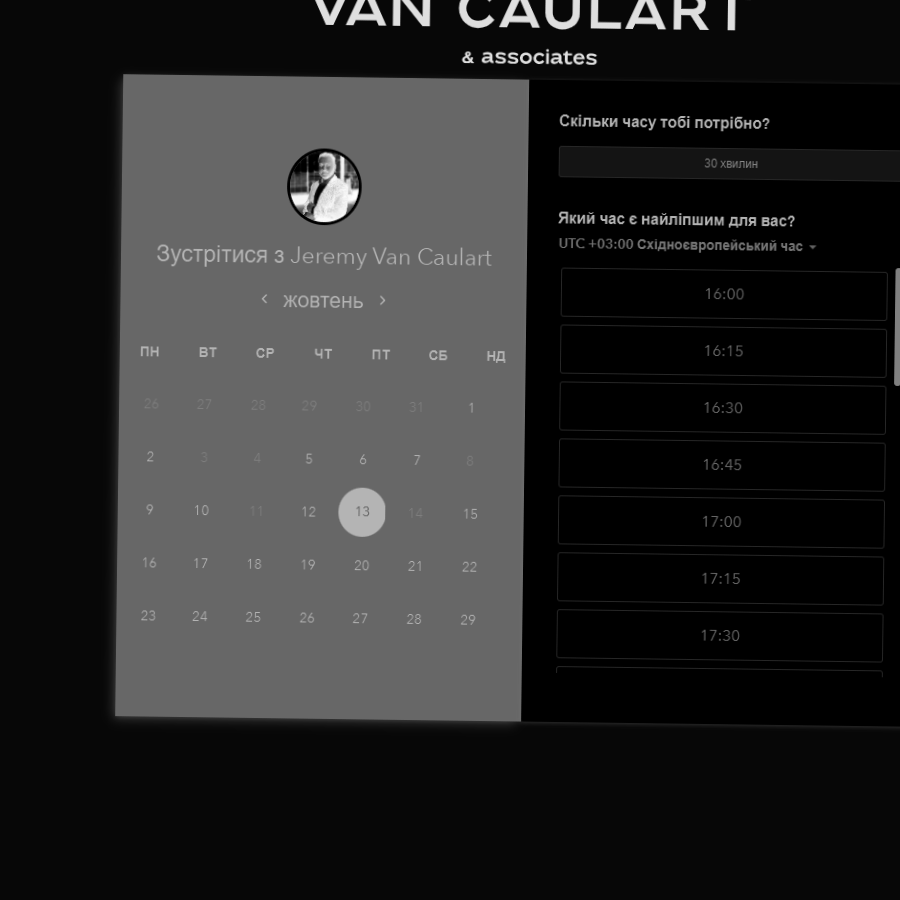 VAN CAULART
& associates
Зустрітися з Jeremy Van Caulart
жовтень
ПН ВТ СР ЧТ ПТ СБ НД
26 27 28 29 30 31 1
2 3 4 5 6 7 8
9 10 11 12 13 14 15
16 17 18 19 20 21 22
23 24 25 26 27 28 29
Скільки часу тобі потрібно?
30 хвилин
Який час є найліпшим для вас?
UTC +03:00 Східноєвропейський час
16:00
16:15
16:30
16:45
17:00
17:15
17:30